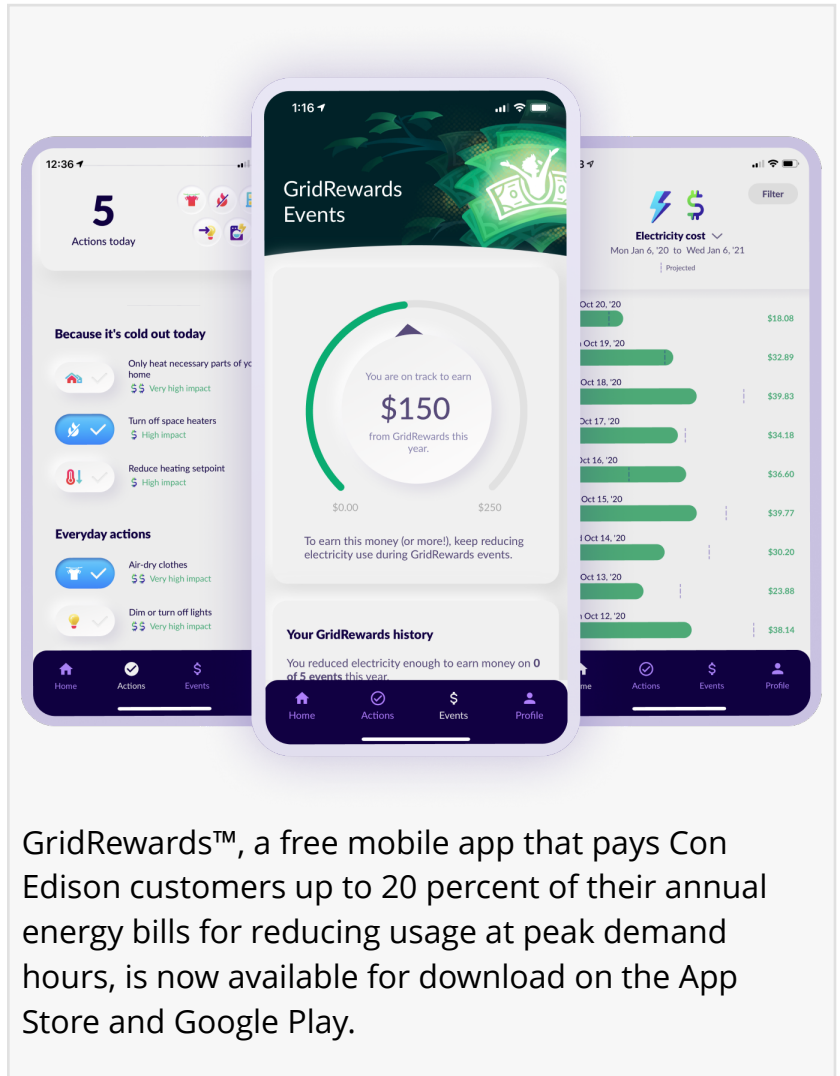 12:36
5
Actions today
Because it's cold out today
Only heat necessary parts of
home
$$ Very high impact
Turn off space heaters
$ High impact
Reduce heating setpoint
$ High impact
Everyday actions
Air-dry clothes
$$ Very high impact
Dim or turn off lights
$$ Very high impact
Home
Actions
Events
1:16
GridRewards
Events
You are on track to earn
$150
from GridRewards this
year.
$0.00
$250
To earn this money (or more!), keep reducing
electricity use during GridRewards events.
Your GridRewards history
You reduced electricity enough to earn money on 0
of 5 events this year.
Home
Actions
Events
Profile
Filter
Electricity cost
Mon Jan 6, '20 to Wed Jan 6, '21
Projected
Oct 20, '20
$18.08
Oct 19, '20
$32.89
Oct 18, '20
$39.83
Oct 17, '20
$34.18
Oct 16, '20
$36.60
Oct 15, '20
$39.77
Oct 14, '20
$30.20
Oct 13, '20
$23.88
Oct 12, '20
$38.14
Actions
Events
Profile
GridRewards™, a free mobile app that pays Con
Edison customers up to 20 percent of their annual
energy bills for reducing usage at peak demand
hours, is now available for download on the App
Store and Google Play.